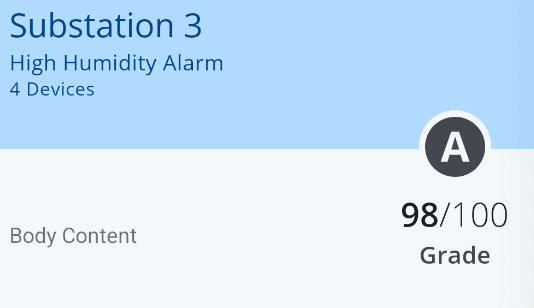 Substation 3
High Humidity Alarm
4 Devices
A
98/100
Body Content
Grade